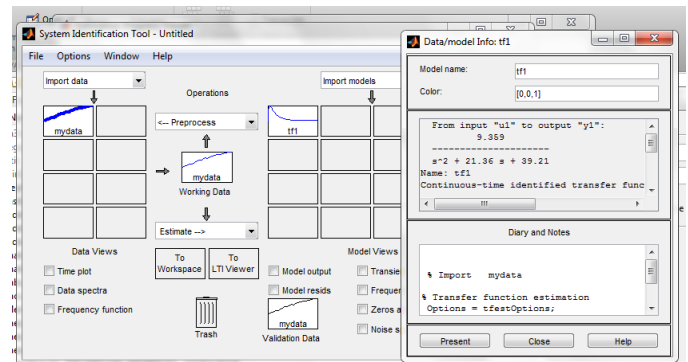 System Identification Tool - Untitled
File Options Window Help
Import data
Operations
Import models
mydata
<-- Preprocess
tf1
mydata
Working Data
Estimate -->
Data Views
To Workspace
To LTI Viewer
Model Views
Time plot
Data spectra
Frequency function
Trash
Model output
Model resids
mydata
Validation Data
Transie
Frequen
Zeros a
Noise s
Data/model Info: tf1
Model name:
tf1
Color:
[0,0,1]
From input "u1" to output "y1":
9.359
----------------------
s^2 + 21.36 s + 39.21
Name: tf1
Continuous-time identified transfer func
Diary and Notes
% Import mydata
% Transfer function estimation
Options = tfestOptions;
Present
Close
Help